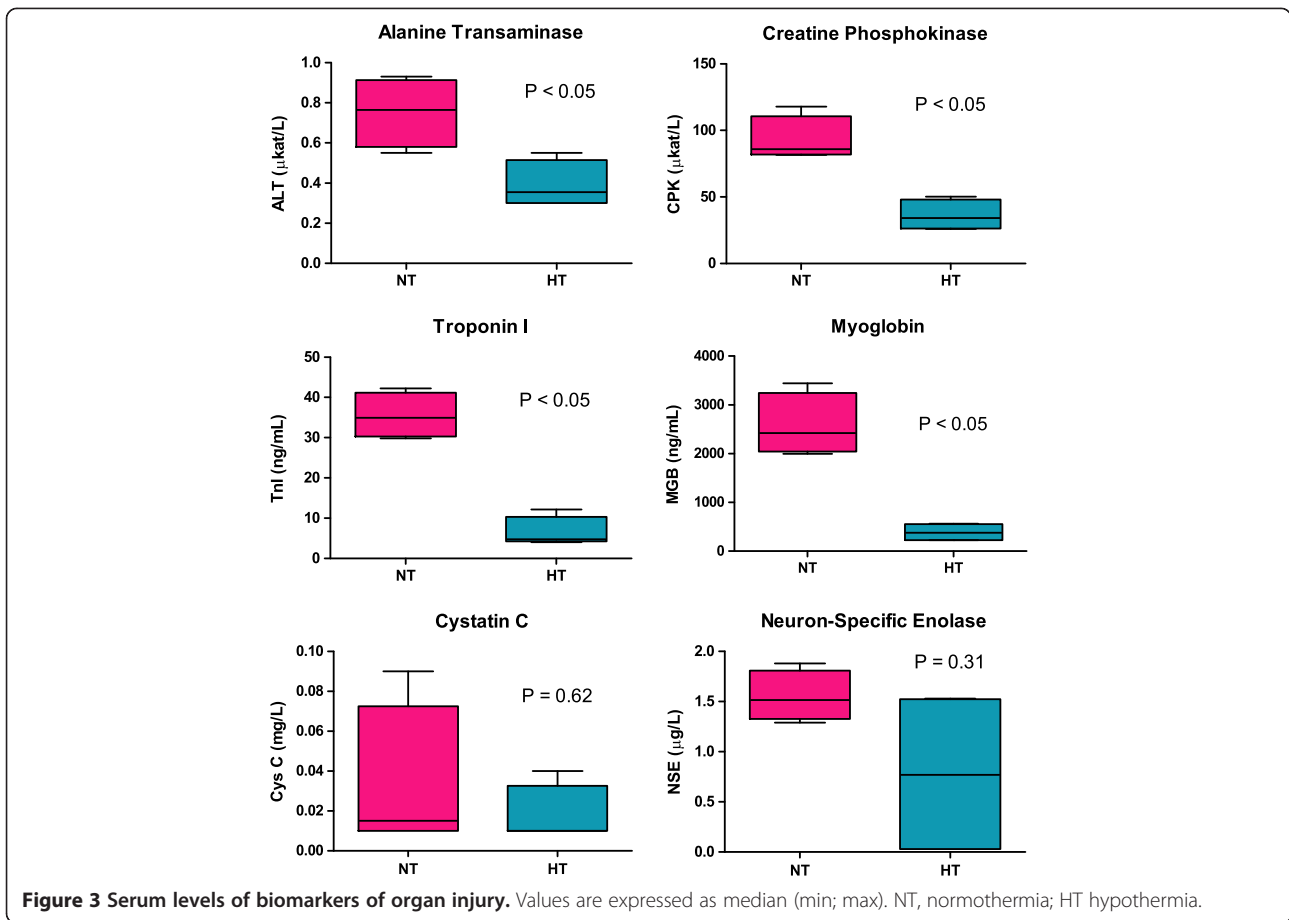 Alanine Transaminase
ALT (μkat/L)
1.0
0.8
0.6
0.4
0.2
0.0
P < 0.05
NT
HT
Creatine Phosphokinase
CPK (μkat/L)
150
100
50
0
P < 0.05
NT
HT
Troponin I
TnI (ng/mL)
50
40
30
20
10
0
P < 0.05
NT
HT
Myoglobin
MGB (ng/mL)
4000
3000
2000
1000
0
P < 0.05
NT
HT
Cystatin C
Cys C (mg/L)
0.10
0.08
0.06
0.04
0.02
0.00
P = 0.62
NT
HT
Neuron-Specific Enolase
NSE (μg/L)
2.0
1.5
1.0
0.5
0.0
P = 0.31
NT
HT
Figure 3 Serum levels of biomarkers of organ injury. Values are expressed as median (min; max). NT, normothermia; HT hypothermia.